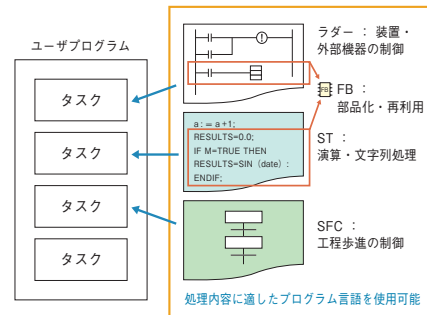 ユーザプログラム
タスク
タスク
タスク
タスク
ラダー ： 装置・
外部機器の制御
FB
FB ：
部品化・再利用
a：＝a+1;
RESULTS=0.0;
IF M=TRUE THEN
RESULTS=SIN（date）:
ENDIF;
ST ：
演算・文字列処理
SFC ：
工程歩進の制御
処理内容に適したプログラム言語を使用可能